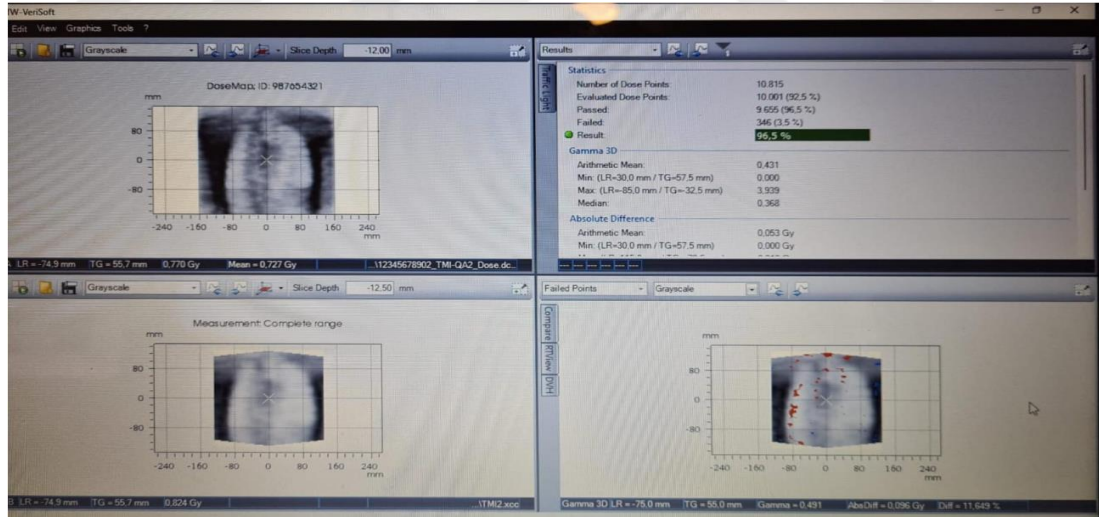 W-VeriSoft
Edit View Graphics Tools ?
Grayscale
Slice Depth -12.00 mm
DoseMap; ID: 987654321
mm
80
0
-80
-240 -160 -80 0 80 160 240
mm
LR = -74.9 mm TG = 55,7 mm 0,770 Gy Mean = 0,727 Gy ...\12345678902_TMI-QA2_Dose.dc...
Results
Traffic Light
Statistics
Number of Dose Points: 10.815
Evaluated Dose Points: 10.001 (92,5 %)
Passed: 9.655 (96,5 %)
Failed: 346 (3,5 %)
Result: 96,5 %
Gamma 3D
Arithmetic Mean: 0,431
Min: (LR=30,0 mm / TG=57,5 mm) 0,000
Max: (LR=-85,0 mm / TG=-32,5 mm) 3,939
Median: 0,368
Absolute Difference
Arithmetic Mean: 0,053 Gy
Min: (LR=30,0 mm / TG=57,5 mm) 0,000 Gy
Grayscale
Slice Depth -12.50 mm
Measurement: Complete range
mm
80
0
-80
-240 -160 -80 0 80 160 240
mm
B LR = -74.9 mm TG = 55,7 mm 0,824 Gy ...\TMI2.xcc
Failed Points Grayscale
Compare RTView DVH
mm
80
0
-80
-240 -160 -80 0 80 160 240
mm
Gamma 3D LR = -75,0 mm TG = 55,0 mm Gamma = 0,491 AbsDiff = 0,096 Gy Diff = 11,649 %